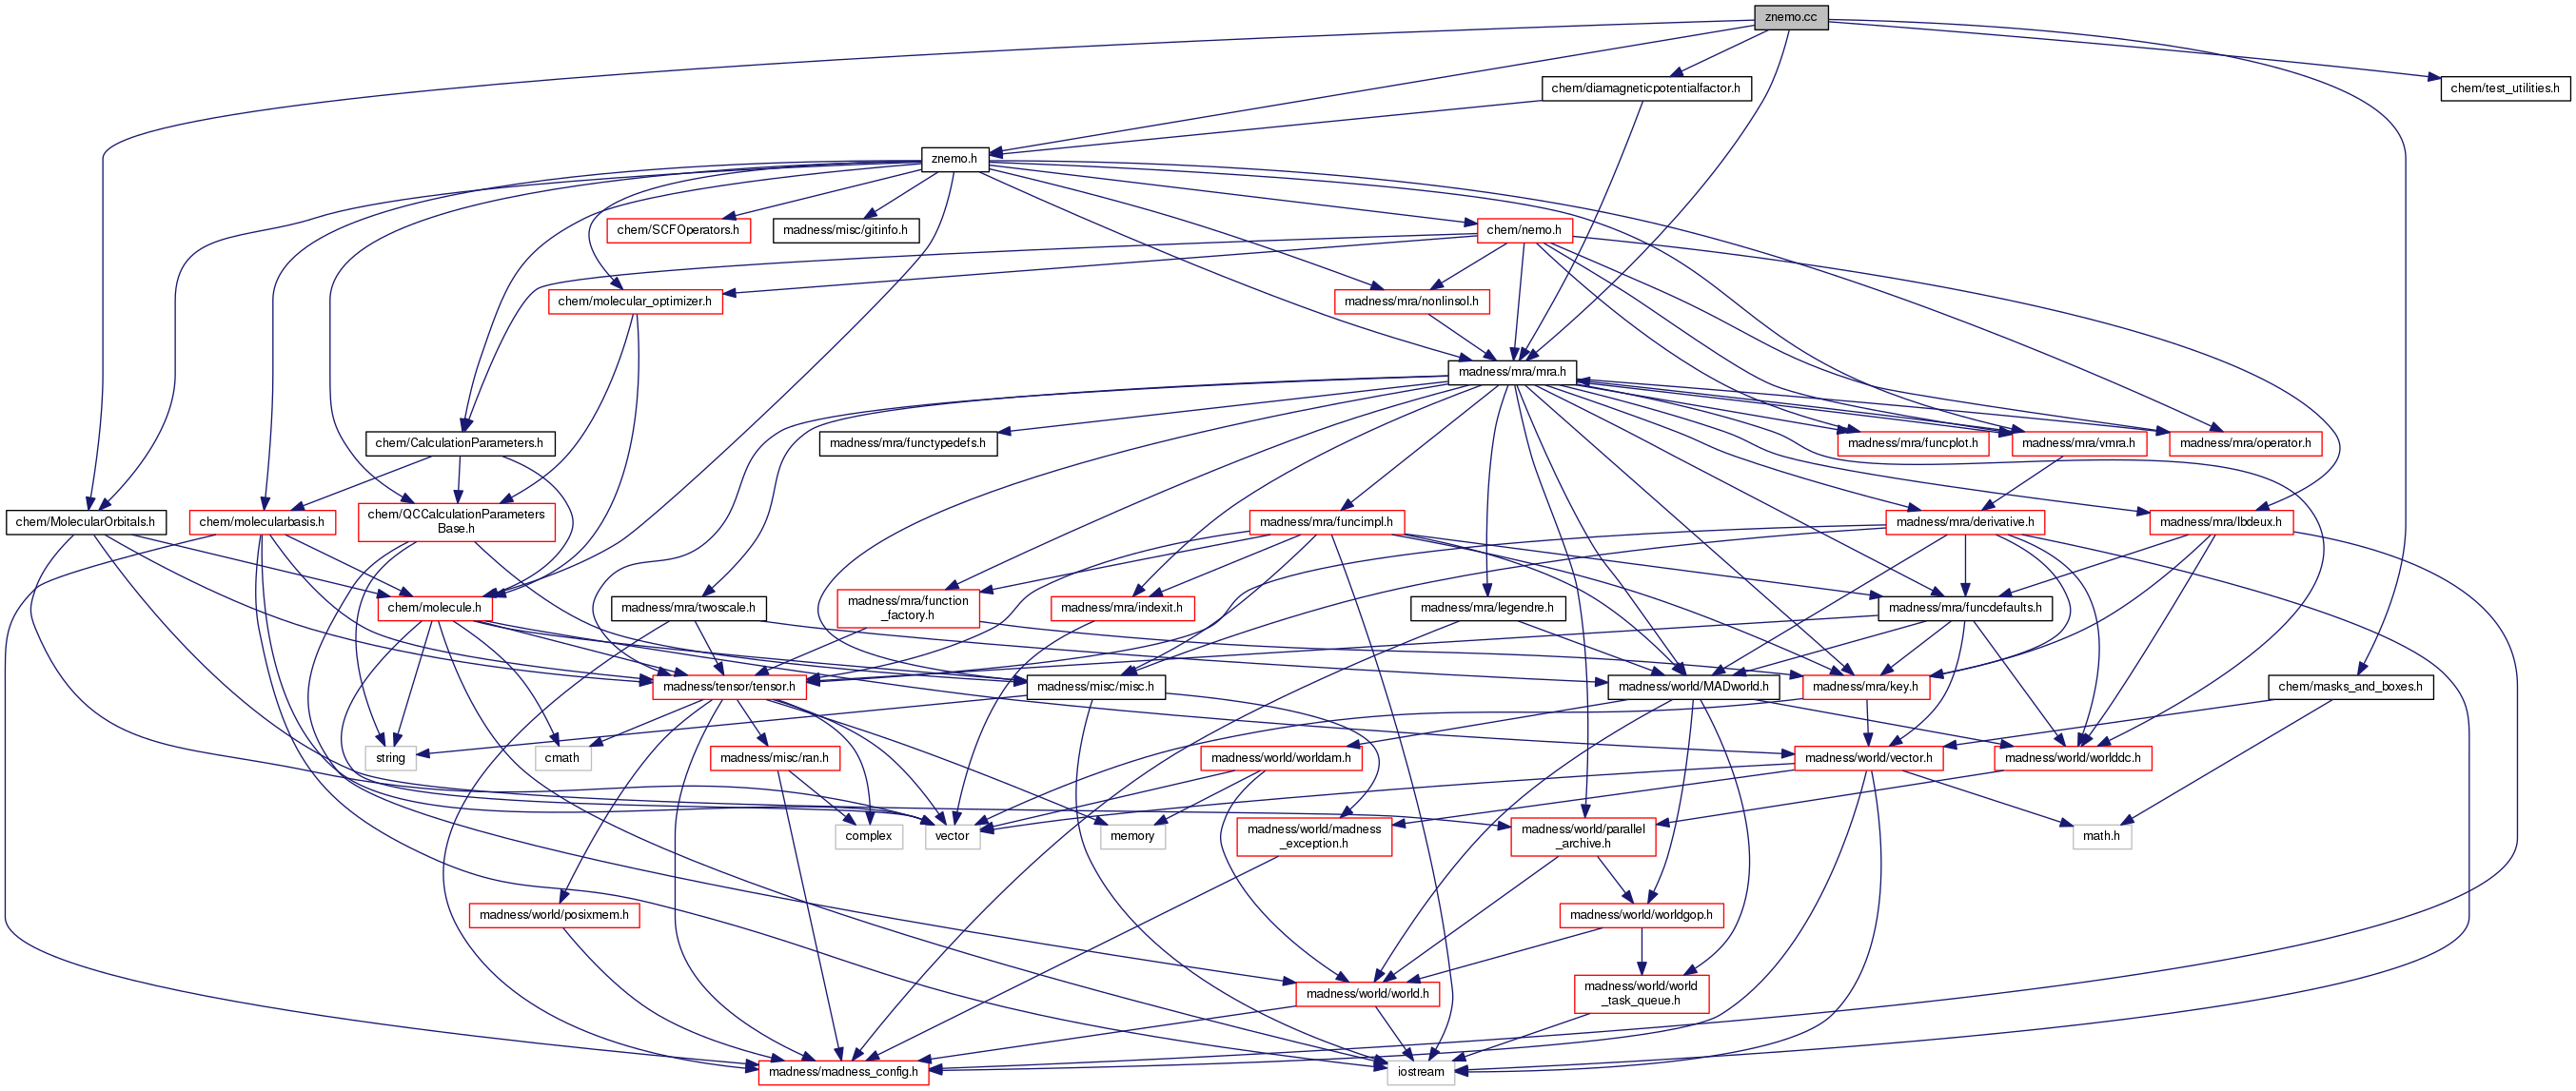 znemo.cc
chem/diamagneticpotentialfactor.h
chem/test_utilities.h
znemo.h
chem/SCFOperators.h
madness/misc/gitinfo.h
chem/nemo.h
chem/molecular_optimizer.h
madness/mra/nonlinsol.h
madness/mra/mra.h
chem/CalculationParameters.h
madness/mra/functypedefs.h
madness/mra/funcplot.h
madness/mra/vmra.h
madness/mra/operator.h
chem/MolecularOrbitals.h
chem/molecularbasis.h
chem/QCCalculationParameters
Base.h
madness/mra/funcimpl.h
madness/mra/derivative.h
madness/mra/lbdeux.h
chem/molecule.h
madness/mra/twoscale.h
madness/mra/function
_factory.h
madness/mra/indexit.h
madness/mra/legendre.h
madness/mra/funcdefaults.h
madness/tensor/tensor.h
madness/misc/misc.h
madness/world/MADworld.h
madness/mra/key.h
chem/masks_and_boxes.h
string
cmath
madness/misc/ran.h
madness/world/worldam.h
madness/world/vector.h
madness/world/worlddc.h
complex
vector
memory
madness/world/madness
_exception.h
madness/world/parallel
_archive.h
math.h
madness/world/posixmem.h
madness/world/worldgop.h
madness/world/world.h
madness/world/world
_task_queue.h
madness/madness_config.h
iostream